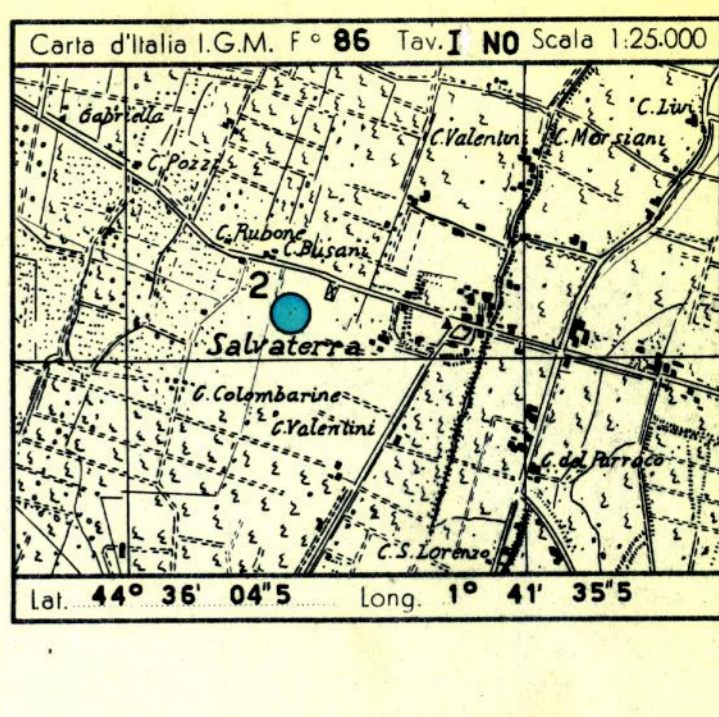 Carta d'Italia I.G.M. F° 86 Tav. I NO Scala 1:25.000
Gabriella
C. Livi
C. Valentini
C. Morsiani
C. Pozzi
C. Rubone
C. Busani
2
Salvaterra
C. Colombarine
C. Valentini
C. del Parroco
C. S. Lorenzo
Lat. 44° 36' 04"5 Long. 1° 41' 35"5